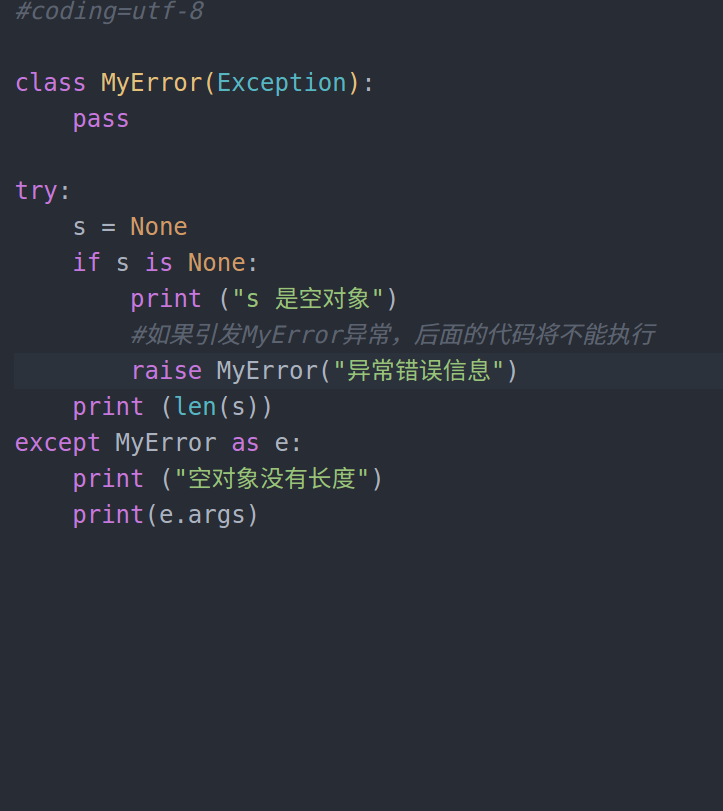 #coding=utf-8
class MyError(Exception):
    pass
try:
    s = None
    if s is None:
        print ("s 是空对象")
        #如果引发MyError异常，后面的代码将不能执行
        raise MyError("异常错误信息")
    print (len(s))
except MyError as e:
    print ("空对象没有长度")
    print(e.args)